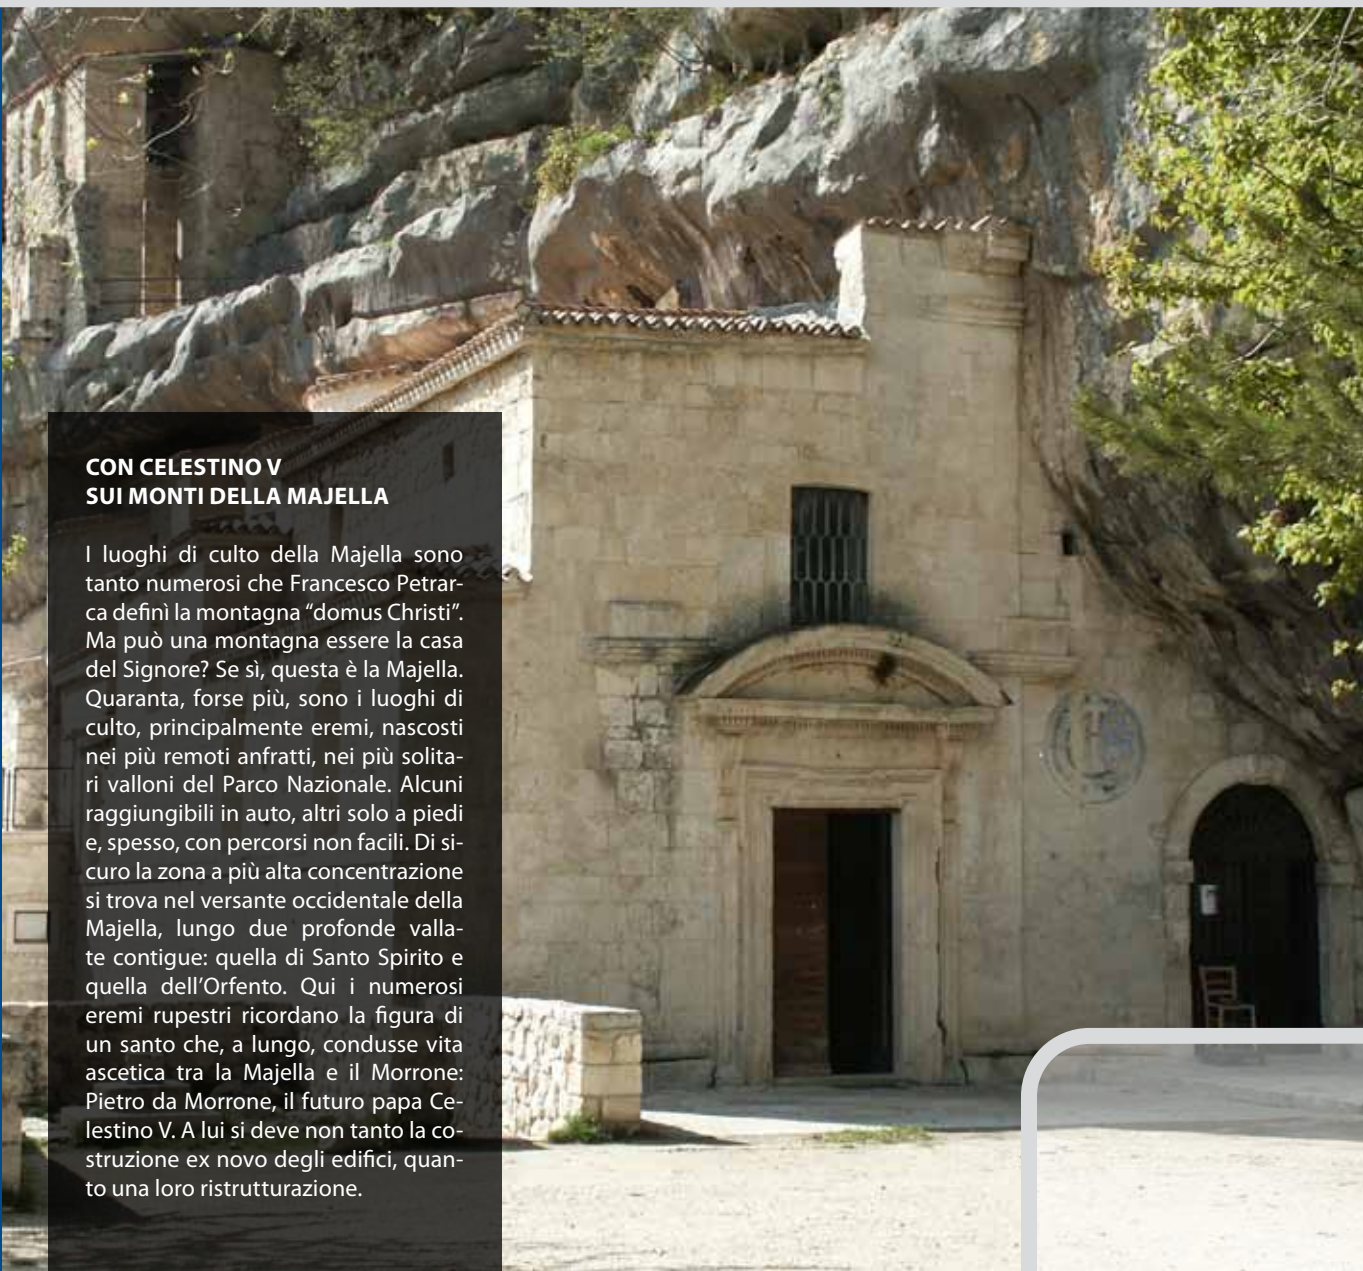 CON CELESTINO V
SUI MONTI DELLA MAJELLA
I luoghi di culto della Majella sono
tanto numerosi che Francesco Petrar-
ca definì la montagna “domus Christi”.
Ma può una montagna essere la casa
del Signore? Se sì, questa è la Majella.
Quaranta, forse più, sono i luoghi di
culto, principalmente eremi, nascosti
nei più remoti anfratti, nei più solita-
ri valloni del Parco Nazionale. Alcuni
raggiungibili in auto, altri solo a piedi
e, spesso, con percorsi non facili. Di si-
curo la zona a più alta concentrazione
si trova nel versante occidentale della
Majella, lungo due profonde valla-
te contigue: quella di Santo Spirito e
quella dell’Orfento. Qui i numerosi
eremi rupestri ricordano la figura di
un santo che, a lungo, condusse vita
ascetica tra la Majella e il Morrone:
Pietro da Morrone, il futuro papa Ce-
lestino V. A lui si deve non tanto la co-
struzione ex novo degli edifici, quan-
to una loro ristrutturazione.